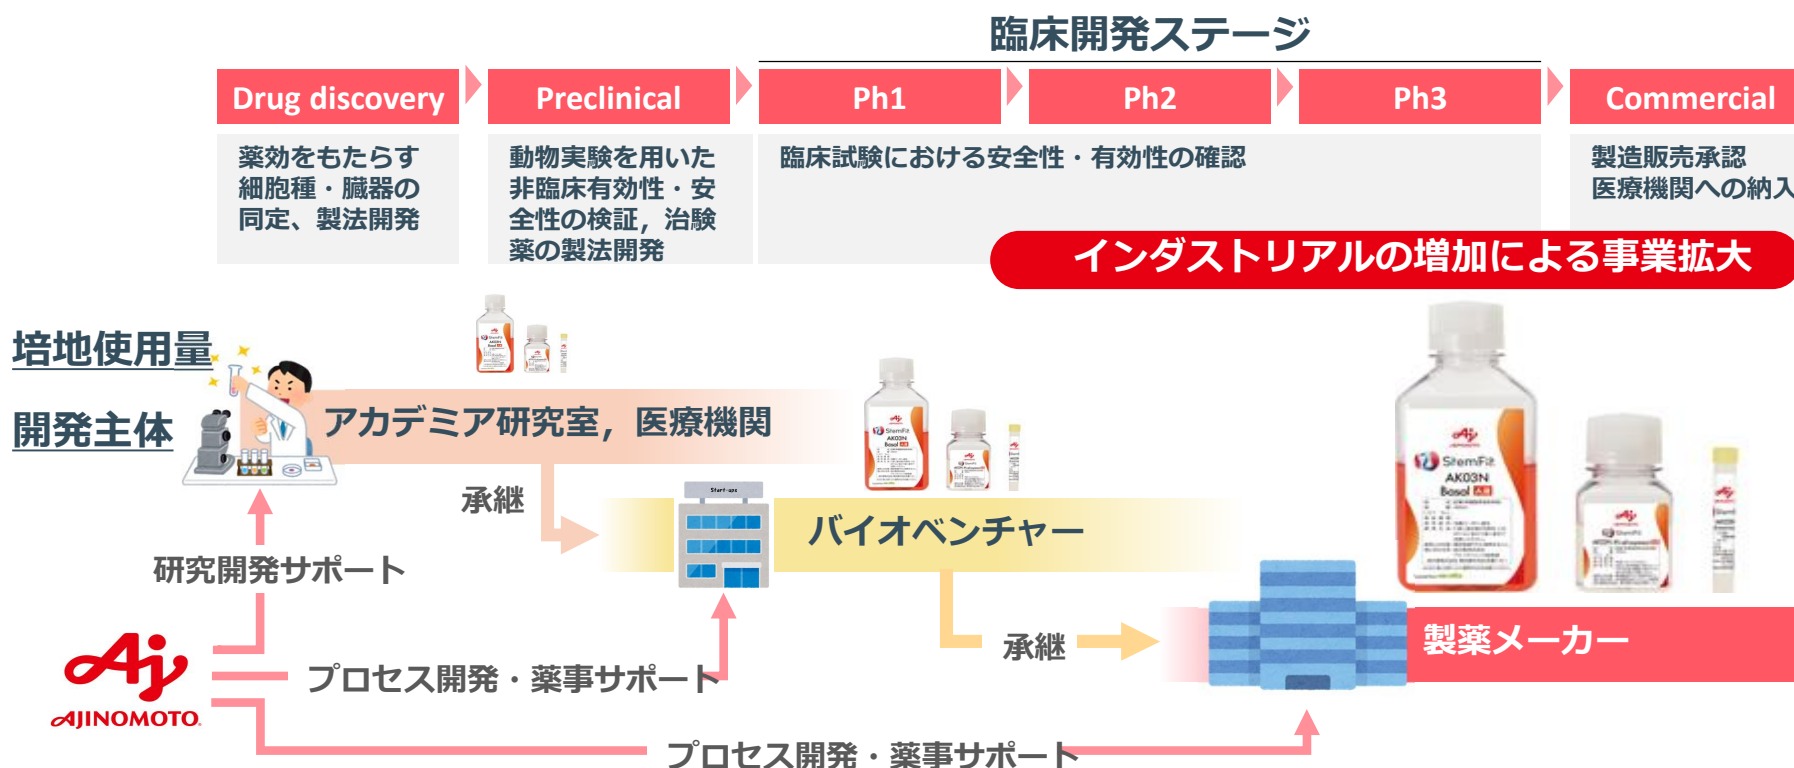 臨床開発ステージ
Drug discovery
Preclinical
Ph1
Ph2
Ph3
Commercial
薬効をもたらす
細胞種・臓器の
同定、製法開発
動物実験を用いた
非臨床有効性・安
全性の検証，治験
薬の製法開発
臨床試験における安全性・有効性の確認
製造販売承認
医療機関への納入
インダストリアルの増加による事業拡大
培地使用量
開発主体
アカデミア研究室，医療機関
承継
Start-ups
バイオベンチャー
StemFit
AK03N
Basal
StemFit
AK03N
Basal
StemFit
承継
製薬メーカー
研究開発サポート
プロセス開発・薬事サポート
プロセス開発・薬事サポート
Aj
AJINOMOTO